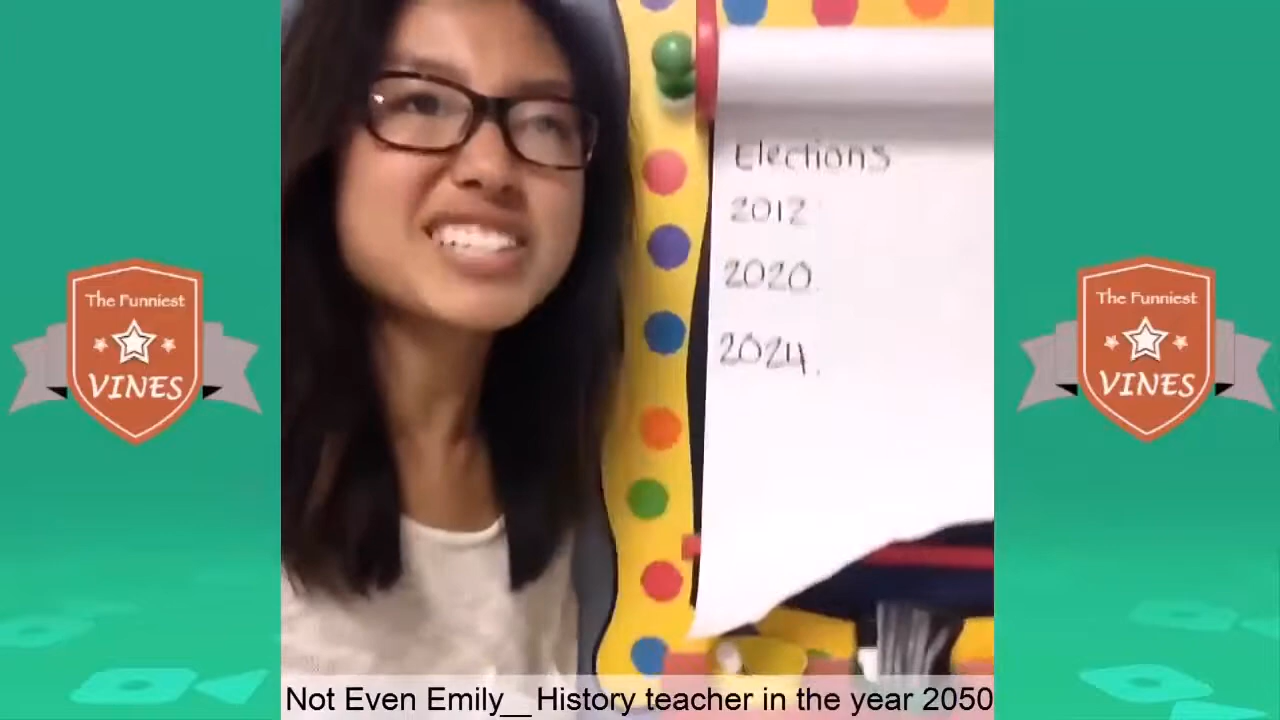 The Funniest
VINES
Elections
2012
2020.
2024.
The Funniest
VINES
Not Even Emily__ History teacher in the year 2050